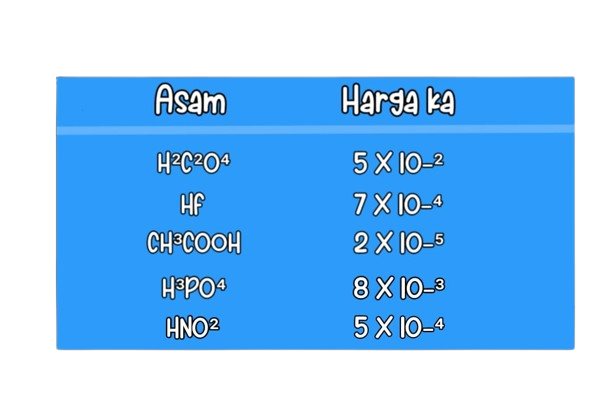 Asam Harga ka
H²C²O⁴ 5 X 10-²
Hf 7 X 10-⁴
CH³COOH 2 X 10-⁵
H³PO⁴ 8 X 10-³
HNO² 5 X 10-⁴